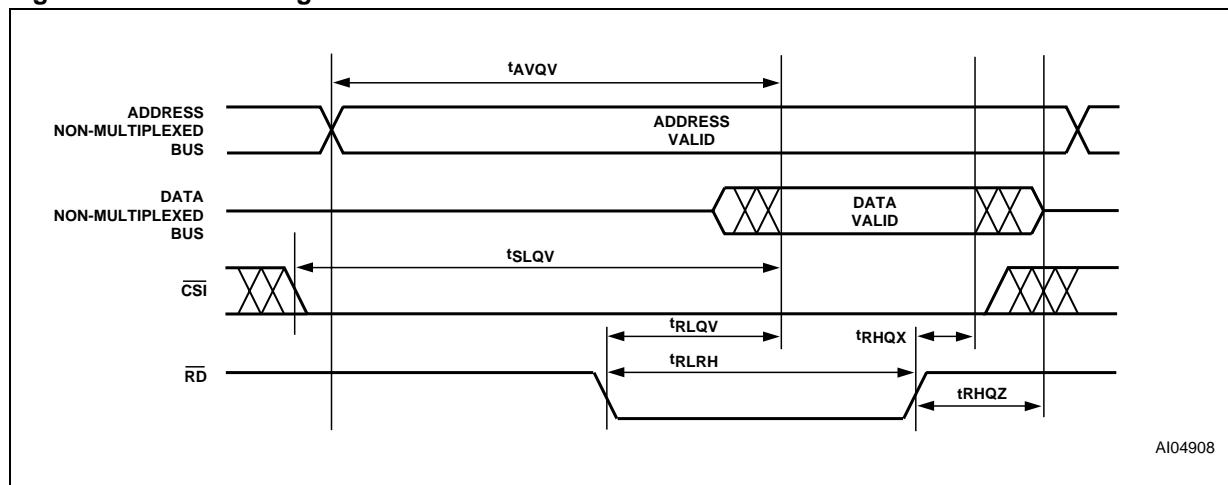 tAVQV
ADDRESS
NON-MULTIPLEXED
BUS
ADDRESS
VALID
DATA
NON-MULTIPLEXED
BUS
DATA
VALID
tSLQV
CSI
tRLQV
tRHQX
tRLRH
RD
tRHQZ
AI04908